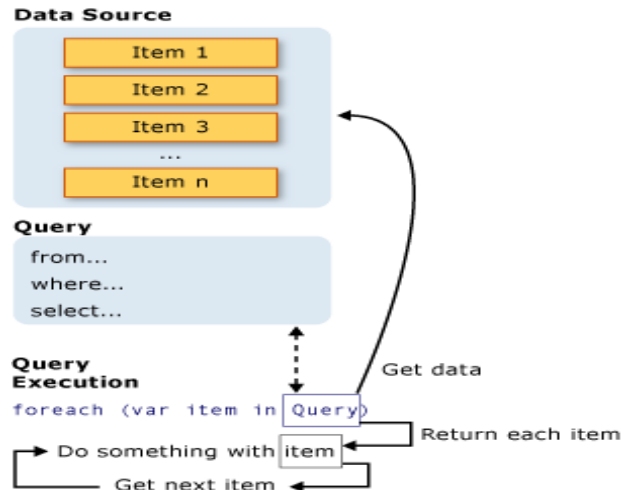 Data Source
Item 1
Item 2
Item 3
...
Item n
Query
from...
where...
select...
Query
Execution
Get data
foreach (var item in Query)
Return each item
Do something with item
Get next item